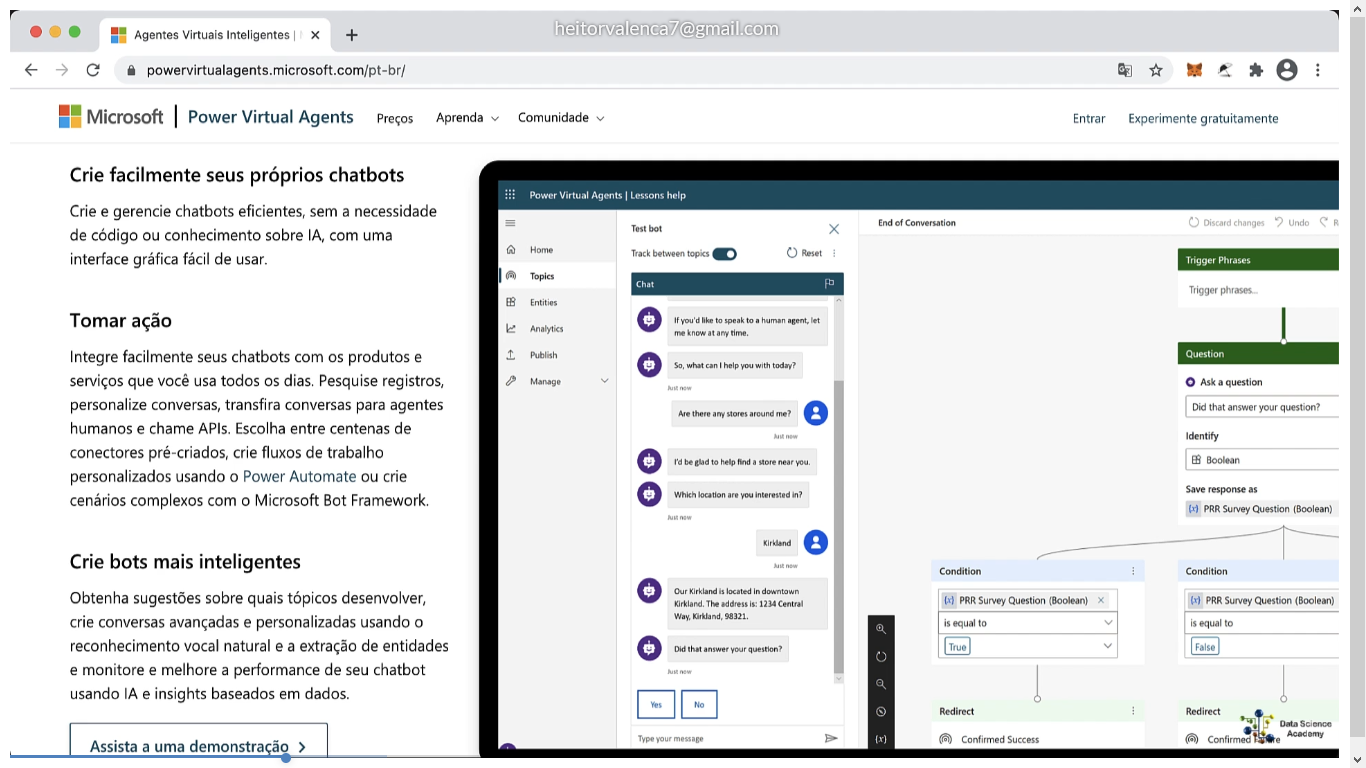 heitorvalenca7@gmail.com
Agentes Virtuais Inteligentes |
powervirtualagents.microsoft.com/pt-br/
Microsoft | Power Virtual Agents Preços Aprenda Comunidade Entrar Experimente gratuitamente
Crie facilmente seus próprios chatbots
Crie e gerencie chatbots eficientes, sem a necessidade
de código ou conhecimento sobre IA, com uma
interface gráfica fácil de usar.
Tomar ação
Integre facilmente seus chatbots com os produtos e
serviços que você usa todos os dias. Pesquise registros,
personalize conversas, transfira conversas para agentes
humanos e chame APIs. Escolha entre centenas de
conectores pré-criados, crie fluxos de trabalho
personalizados usando o Power Automate ou crie
cenários complexos com o Microsoft Bot Framework.
Crie bots mais inteligentes
Obtenha sugestões sobre quais tópicos desenvolver,
crie conversas avançadas e personalizadas usando o
reconhecimento vocal natural e a extração de entidades
e monitore e melhore a performance de seu chatbot
usando IA e insights baseados em dados.
Assista a uma demonstração
Power Virtual Agents | Lessons help
Home
Topics
Entities
Analytics
Publish
Manage
Test bot
Track between topics
Reset
Chat
If you'd like to speak to a human agent, let
me know at any time.
So, what can I help you with today?
Just now
Are there any stores around me?
Just now
I'd be glad to help find a store near you.
Which location are you interested in?
Just now
Kirkland
Just now
Our Kirkland is located in downtown
Kirkland. The address is: 1234 Central
Way, Kirkland, 98321.
Did that answer your question?
Just now
Yes No
Type your message
End of Conversation
Discard changes Undo R
Trigger Phrases
Trigger phrases...
Question
Ask a question
Did that answer your question?
Identify
Boolean
Save response as
{x} PRR Survey Question (Boolean)
Condition
{x} PRR Survey Question (Boolean)
is equal to
True
Redirect
Confirmed Success
Condition
{x} PRR Survey Question (Boolean)
is equal to
False
Redirect
Confirmed
{x}
Data Science
Academy